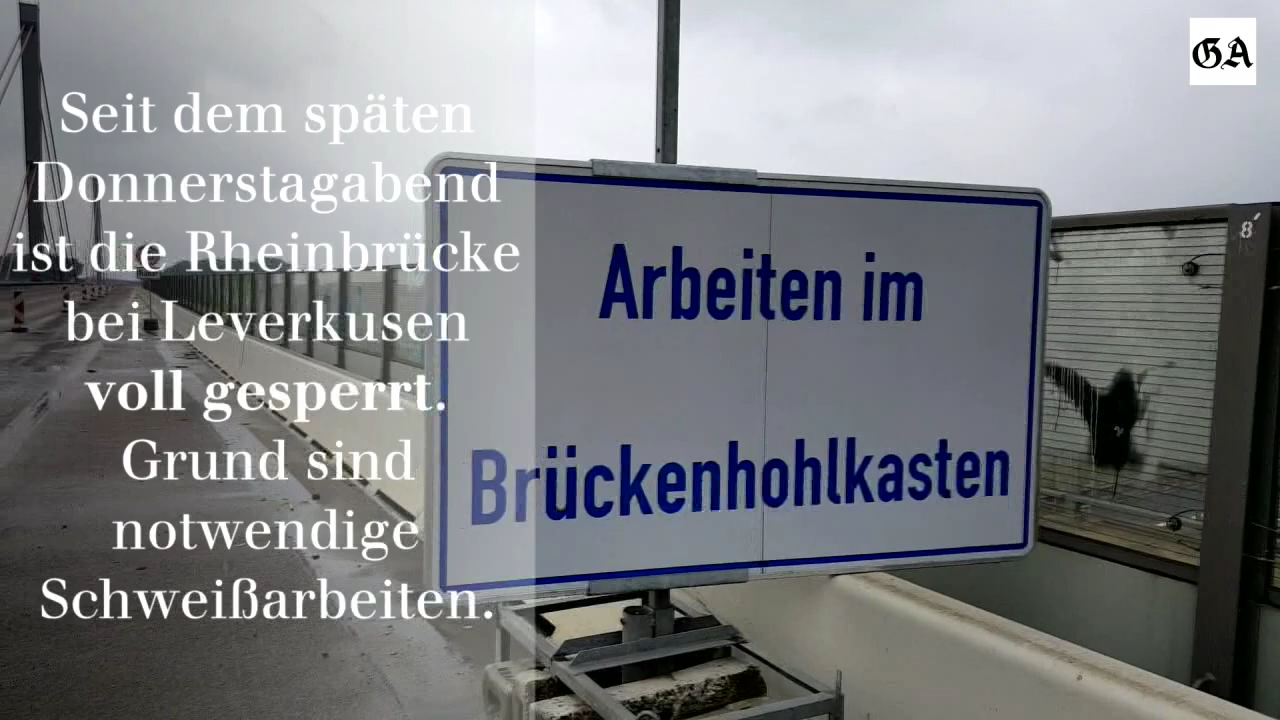 Seit dem späten
Donnerstagabend
ist die Rheinbrücke
bei Leverkusen
voll gesperrt.
Grund sind
notwendige
Schweißarbeiten.
Arbeiten im
Brückenhohlkasten
GA
8